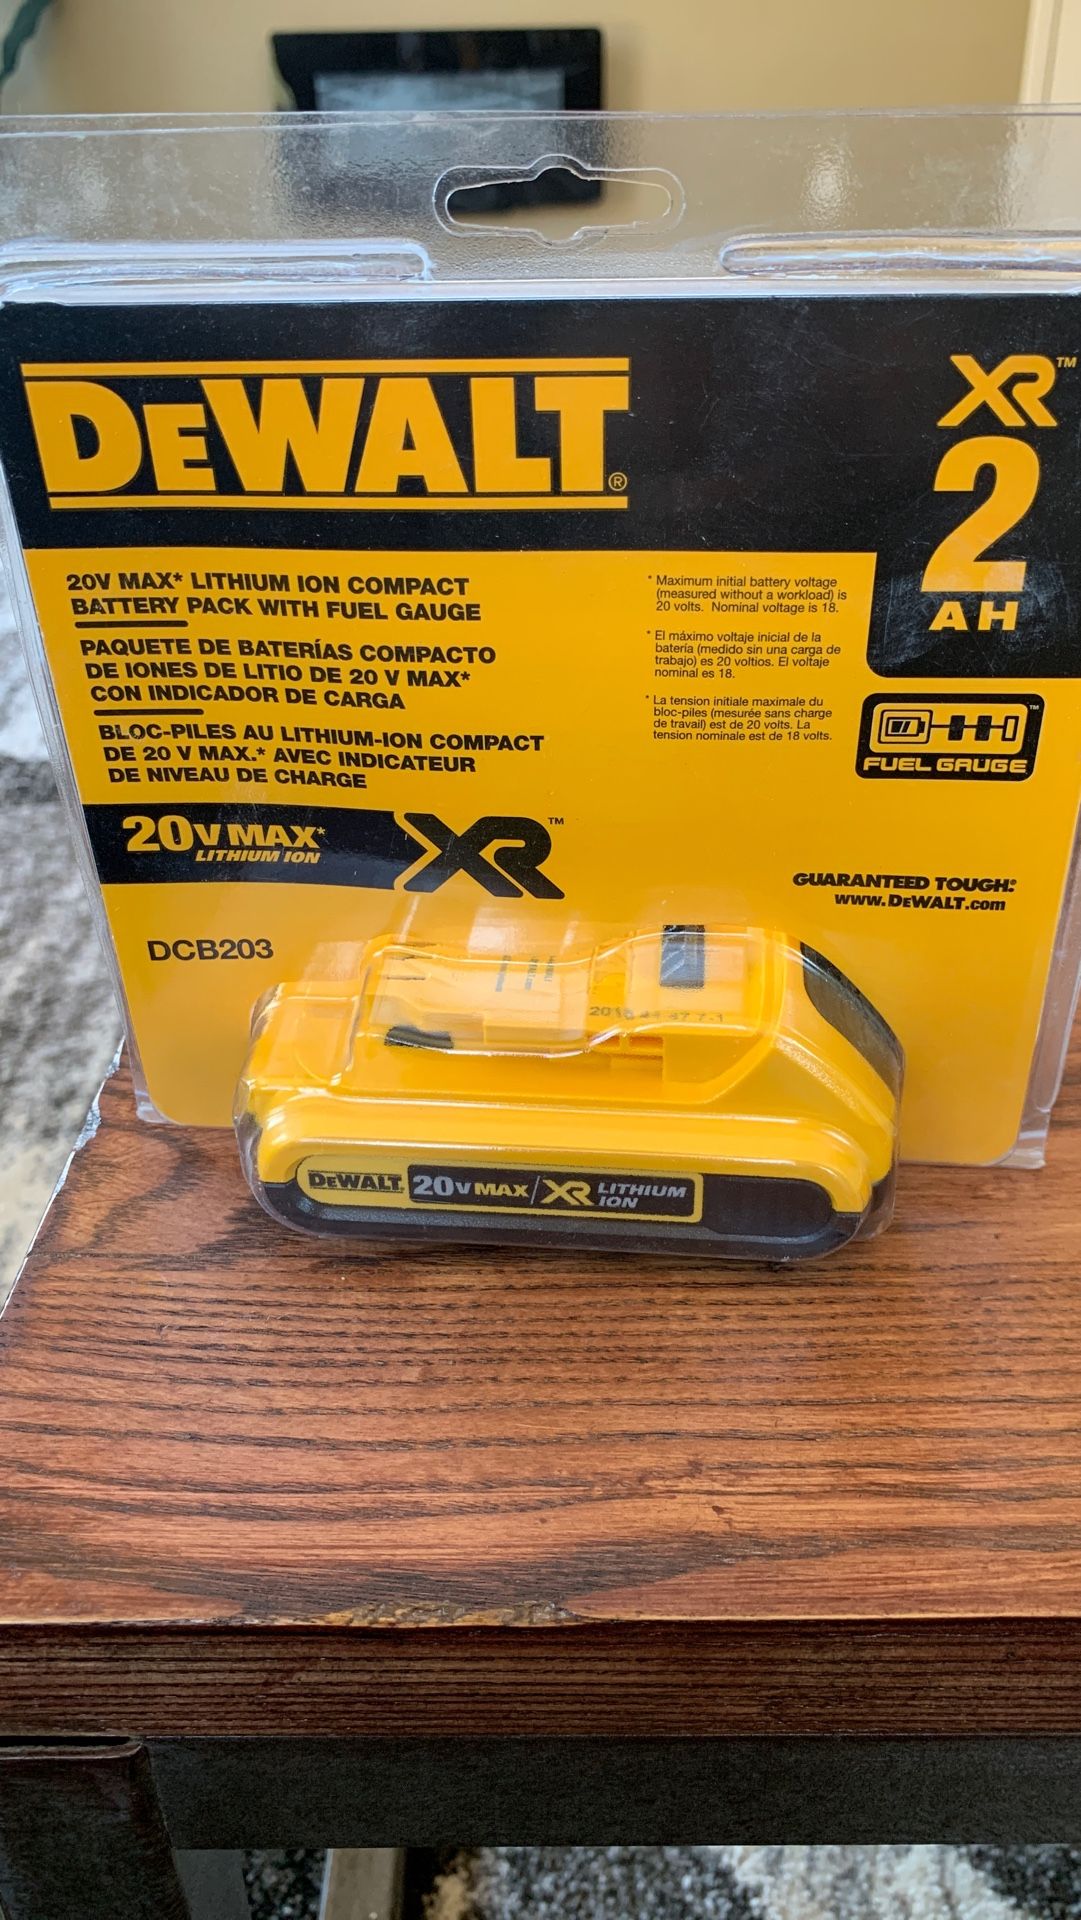 DEWALT®
XR™
2
AH
20V MAX* LITHIUM ION COMPACT
BATTERY PACK WITH FUEL GAUGE
PAQUETE DE BATERÍAS COMPACTO
DE IONES DE LITIO DE 20 V MAX*
CON INDICADOR DE CARGA
BLOC-PILES AU LITHIUM-ION COMPACT
DE 20 V MAX.* AVEC INDICATEUR
DE NIVEAU DE CHARGE
* Maximum initial battery voltage
(measured without a workload) is
20 volts. Nominal voltage is 18.
* El máximo voltaje inicial de la
batería (medido sin una carga de
trabajo) es 20 voltios. El voltaje
nominal es 18.
* La tension initiale maximale du
bloc-piles (mesurée sans charge
de travail) est de 20 volts. La
tension nominale est de 18 volts.
™
FUEL GAUGE
20V MAX*
LITHIUM ION
XR™
GUARANTEED TOUGH.®
www.DEWALT.com
DCB203
DEWALT 20V MAX / XR LITHIUM
ION